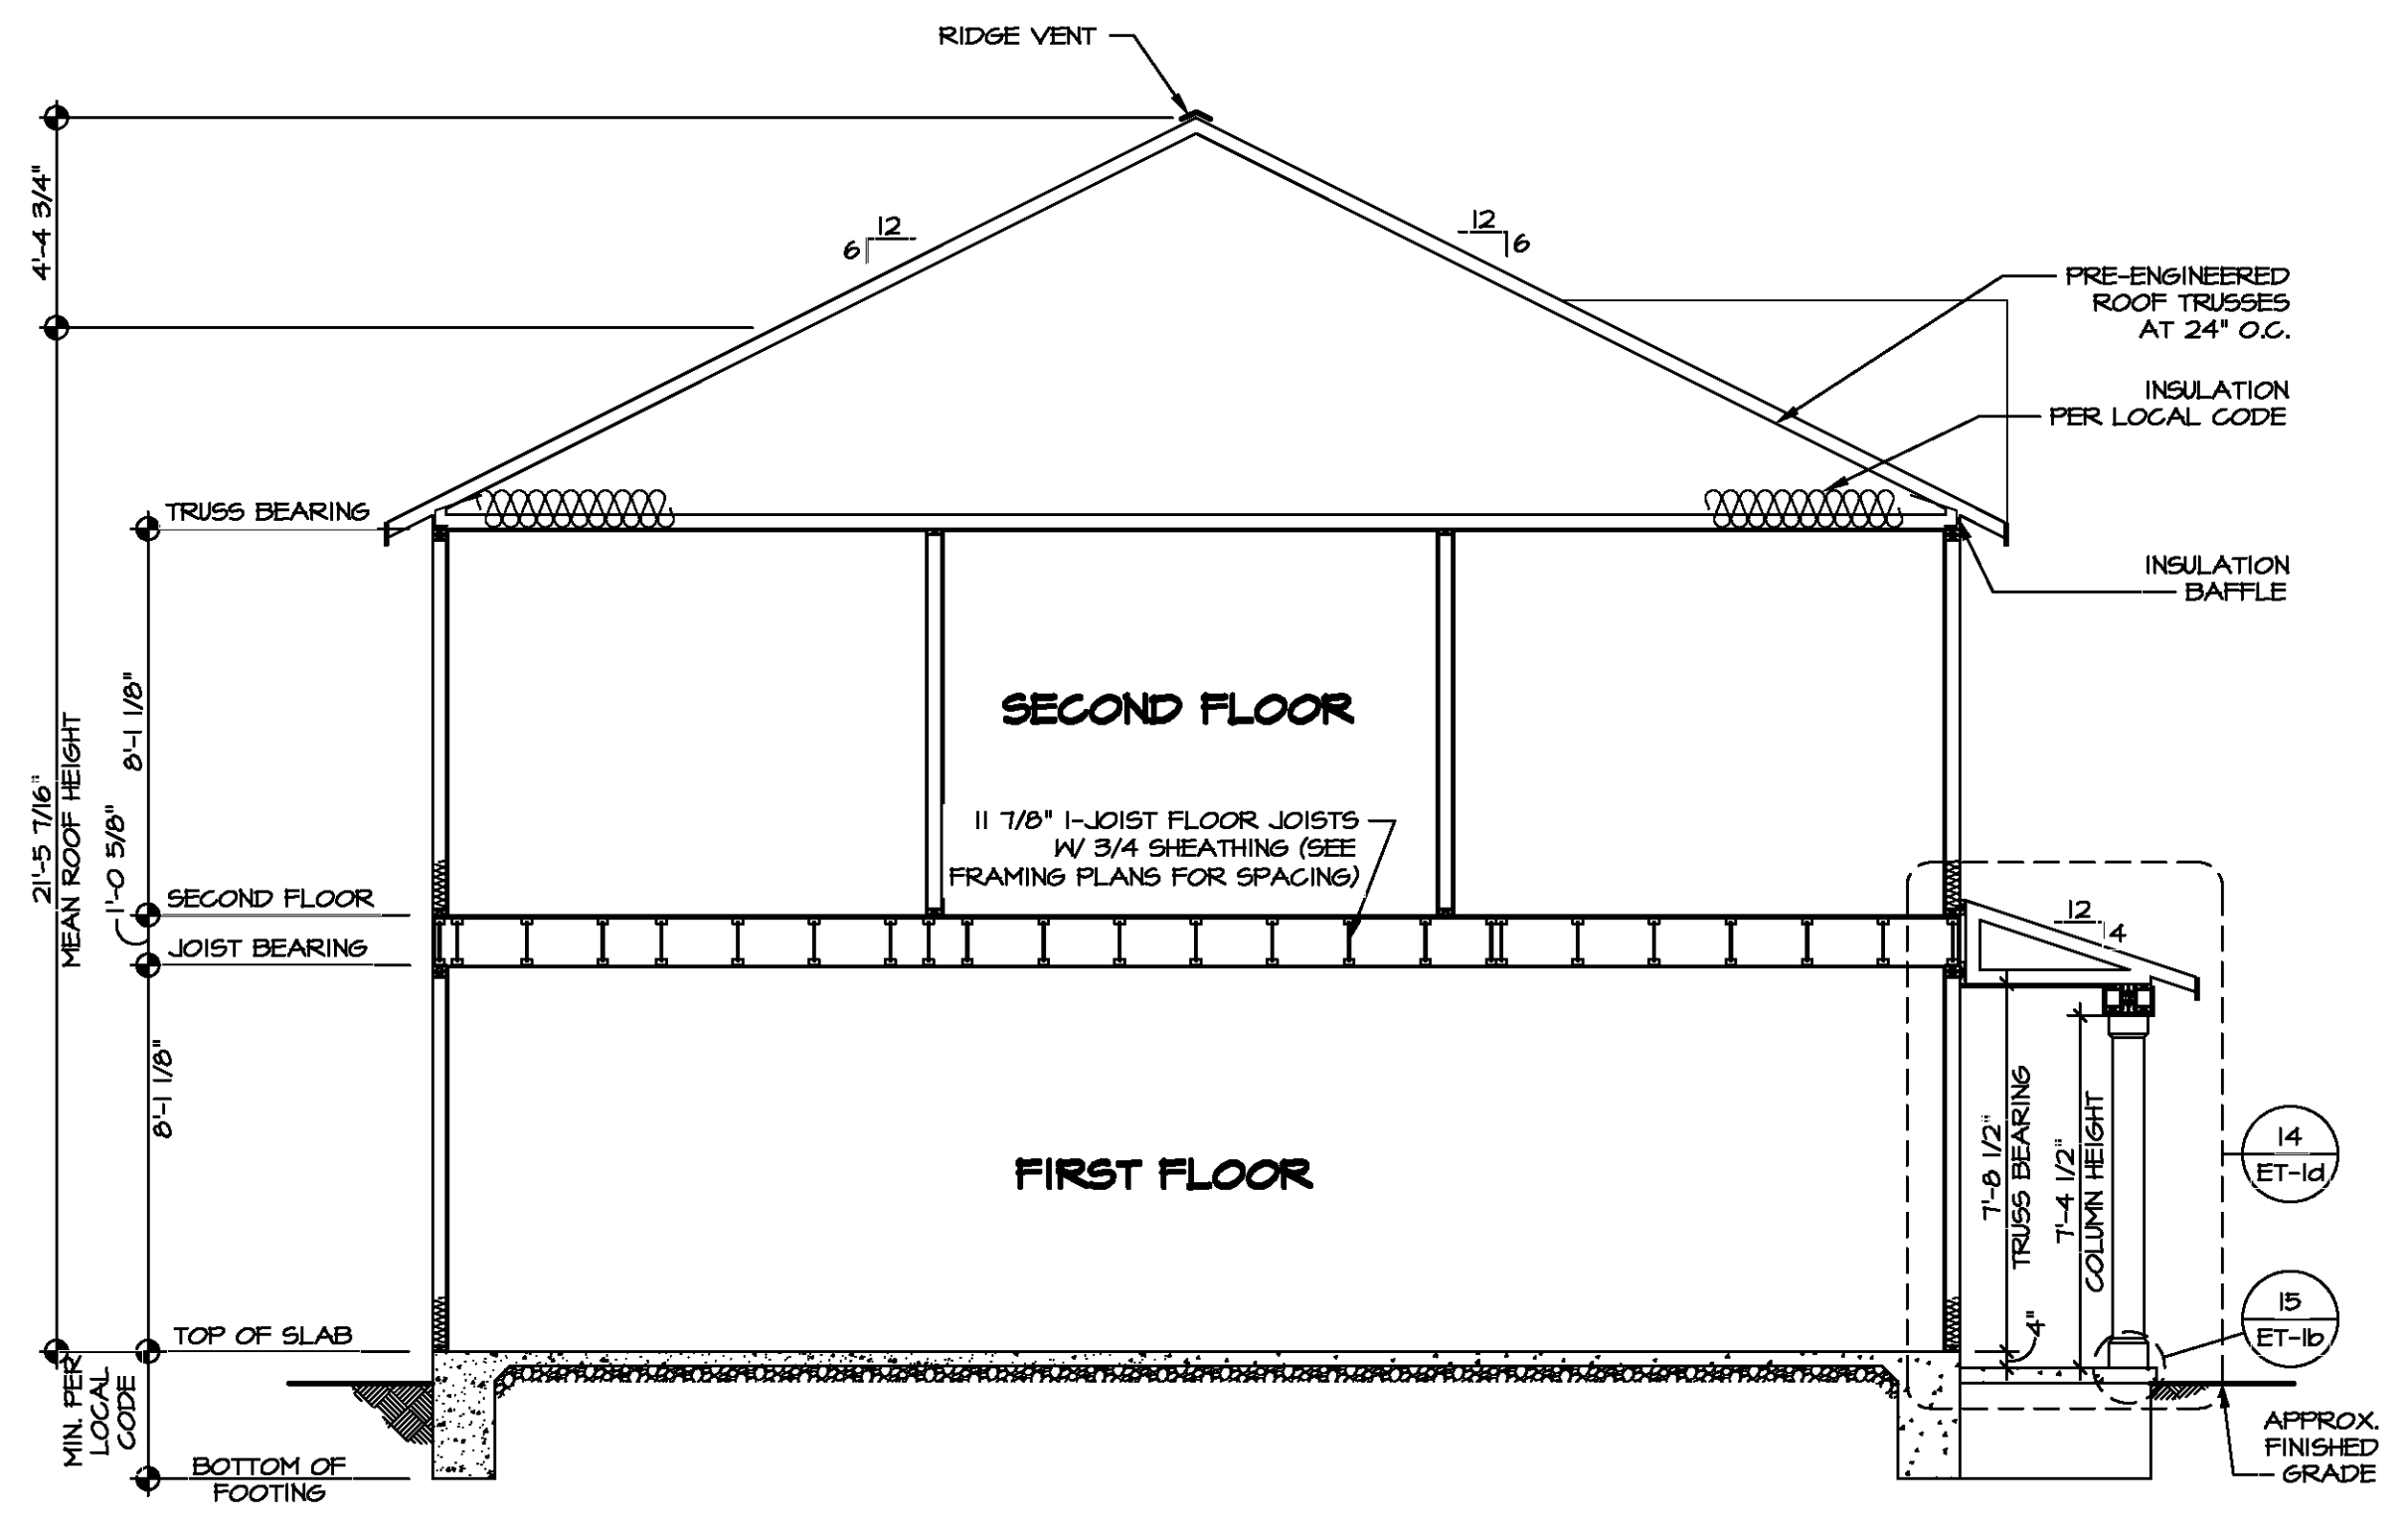 RIDGE VENT
4'-4 3/4"
12
6
12
6
PRE-ENGINEERED
ROOF TRUSSES
AT 24" O.C.
INSULATION
PER LOCAL CODE
TRUSS BEARING
INSULATION
BAFFLE
8'-1 1/8"
SECOND FLOOR
21'-5 7/16"
MEAN ROOF HEIGHT
1'-0 5/8"
11 7/8" I-JOIST FLOOR JOISTS
W/ 3/4 SHEATHING (SEE
FRAMING PLANS FOR SPACING)
SECOND FLOOR
JOIST BEARING
12
4
8'-1 1/8"
FIRST FLOOR
7'-8 1/2"
TRUSS BEARING
7'-4 1/2"
COLUMN HEIGHT
14
ET-1d
15
ET-1b
4"
TOP OF SLAB
MIN. PER
LOCAL
CODE
BOTTOM OF
FOOTING
APPROX.
FINISHED
GRADE